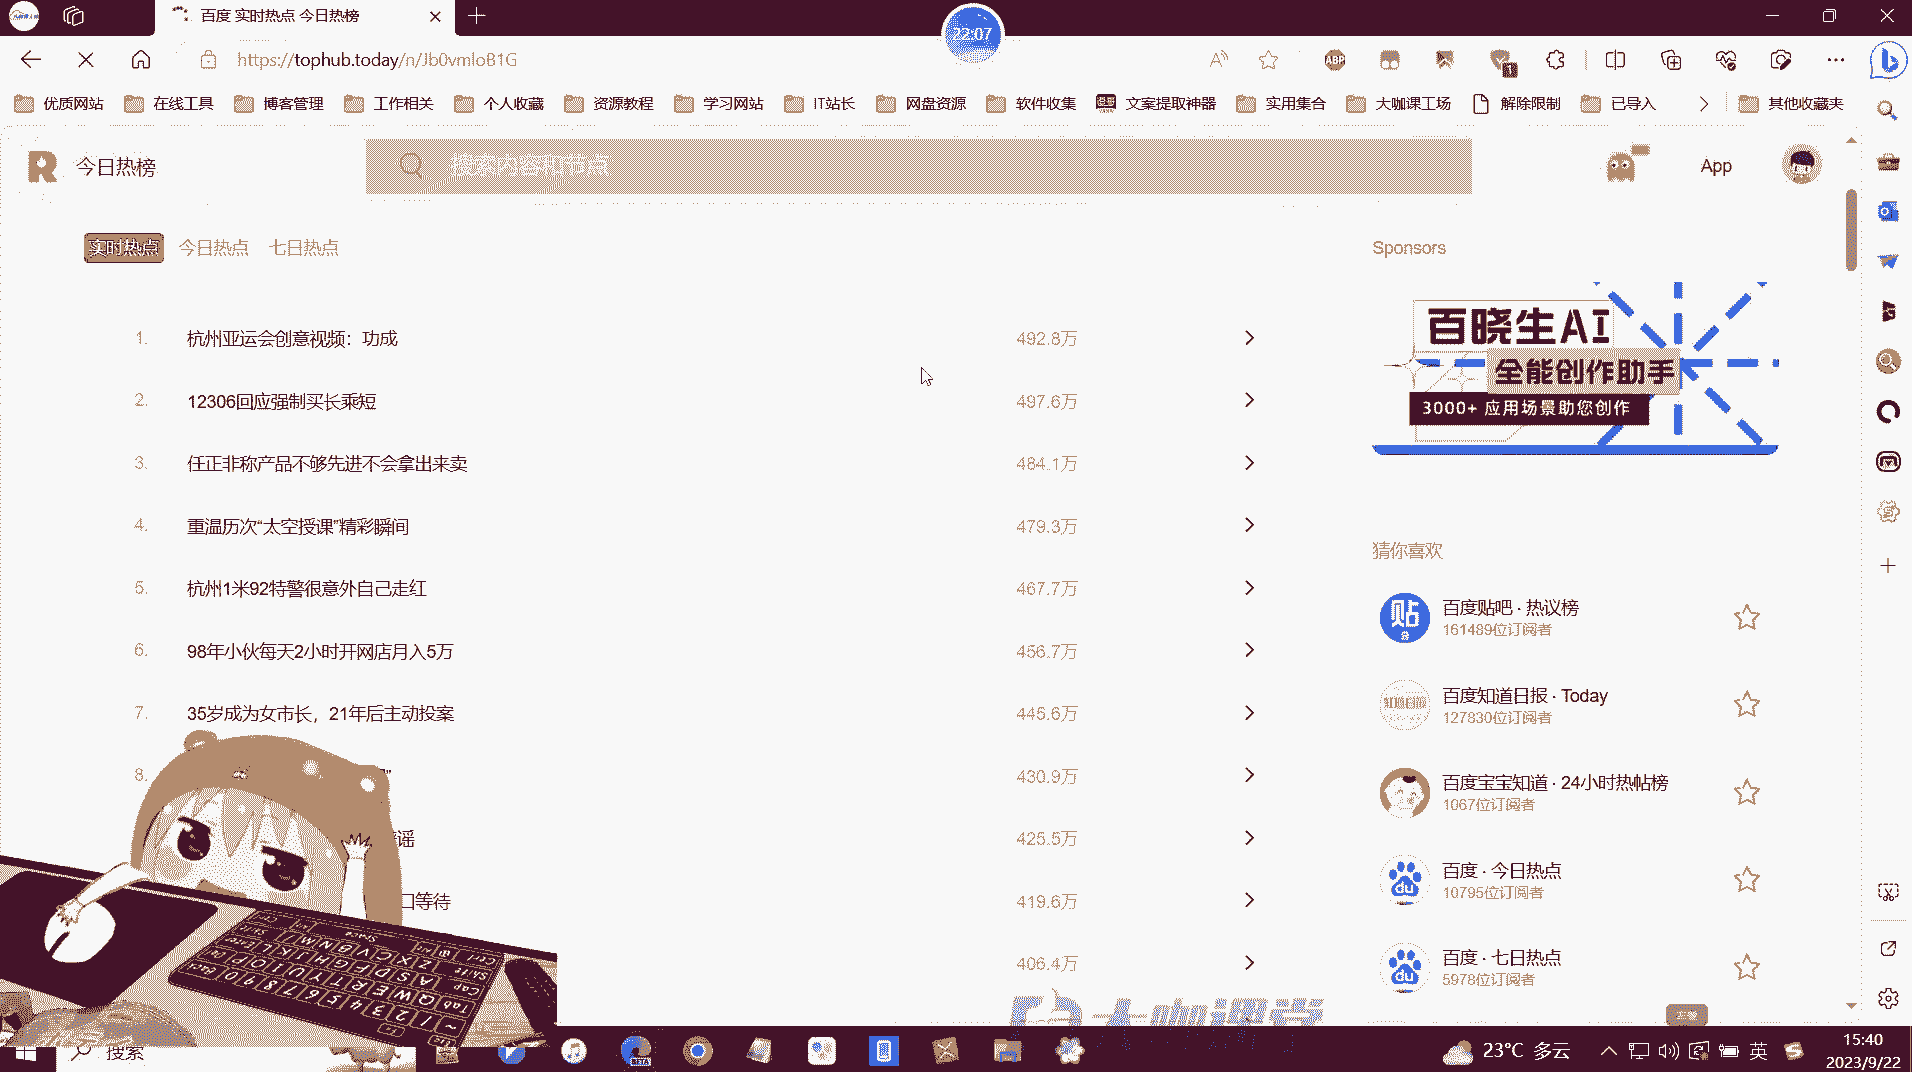 百度 实时热点 今日热榜
22:07
https://tophub.today/n/Jb0vmloB1G
ABP
1
优质网站 在线工具 博客管理 工作相关 个人收藏 资源教程 学习网站 IT站长 网盘资源 软件收集 文案提取神器 实用集合 大咖课工场 解除限制 已导入 其他收藏夹
今日热榜
搜索内容和节点
App
实时热点 今日热点 七日热点
Sponsors
1. 杭州亚运会创意视频：功成 492.8万
2. 12306回应强制买长乘短 497.6万
3. 任正非称产品不够先进不会拿出来卖 484.1万
4. 重温历次“太空授课”精彩瞬间 479.3万
5. 杭州1米92特警很意外自己走红 467.7万
6. 98年小伙每天2小时开网店月入5万 456.7万
7. 35岁成为女市长，21年后主动投案 445.6万
8. ” 430.9万
谣 425.5万
口等待 419.6万
406.4万
百晓生AI
全能创作助手
3000+ 应用场景助您创作
猜你喜欢
贴
百度贴吧 · 热议榜
161489位订阅者
知道日报
百度知道日报 · Today
127830位订阅者
百度宝宝知道 · 24小时热帖榜
1067位订阅者
du
百度 · 今日热点
10795位订阅者
du
百度 · 七日热点
5978位订阅者
大咖课堂
搜索
BETA
23°C 多云
英
15:40
2023/9/22